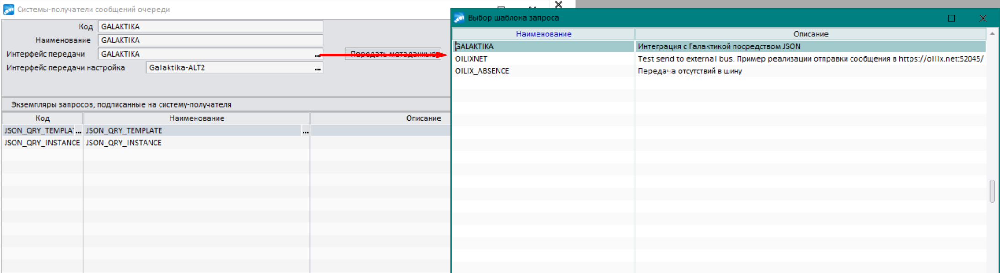 Системы-получатели сообщений очереди
Код GALAKTIKA
Наименование GALAKTIKA
Интерфейс передачи GALAKTIKA ... Передать метаданные
Интерфейс передачи настройка Galaktika-ALT2 ...
Экземпляры запросов, подписанные на систему-получателя
Код Наименование Описание
JSON_QRY_TEMPLAT ... JSON_QRY_TEMPLATE ...
JSON_QRY_INSTANCE JSON_QRY_INSTANCE
Выбор шаблона запроса
Наименование Описание
GALAKTIKA Интеграция с Галактикой посредством JSON
OILIXNET Test send to external bus. Пример реализации отправки сообщения в https://oilix.net:52045/
OILIX_ABSENCE Передача отсутствий в шину